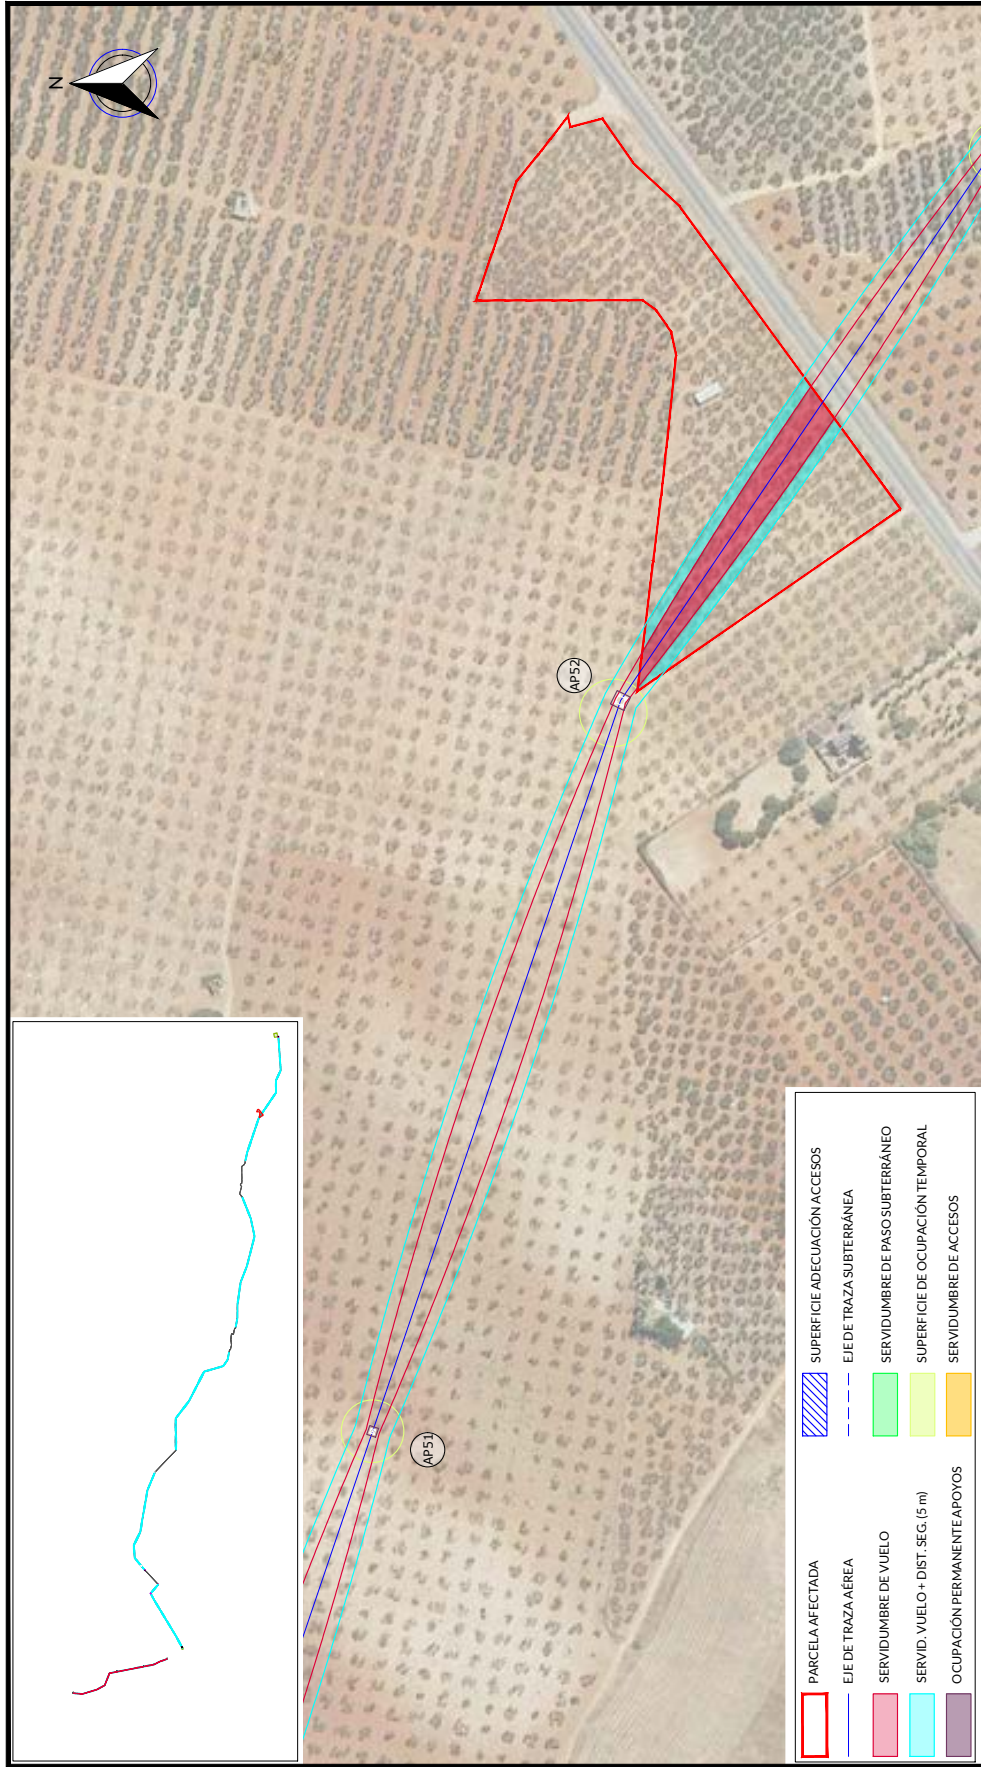 N
AP52
AP51
PARCELA AFECTADA
EJE DE TRAZA AÉREA
SERVIDUMBRE DE VUELO
SERVID. VUELO + DIST. SEG. (5 m)
OCUPACIÓN PERMANENTE APOYOS
SUPERFICIE ADECUACIÓN ACCESOS
EJE DE TRAZA SUBTERRÁNEA
SERVIDUMBRE DE PASO SUBTERRÁNEO
SUPERFICIE DE OCUPACIÓN TEMPORAL
SERVIDUMBRE DE ACCESOS